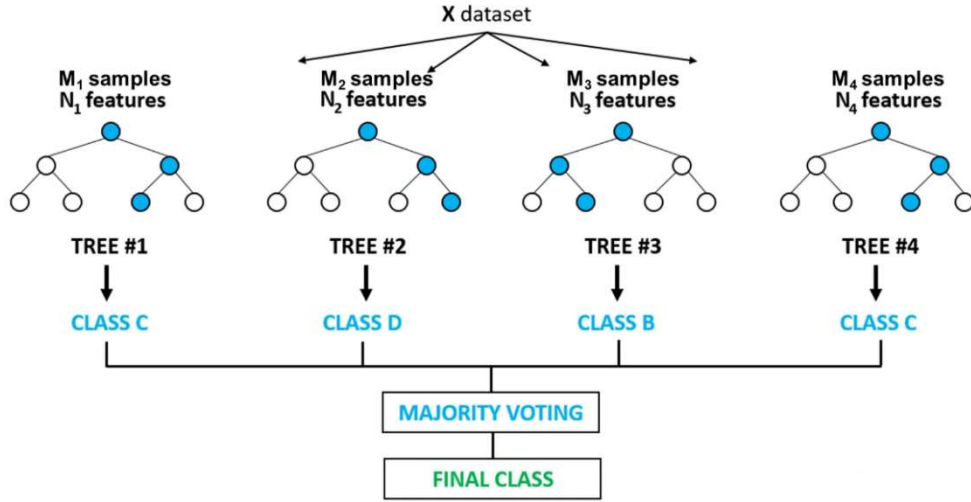 X dataset
M₁ samples
N₁ features
M₂ samples
N₂ features
M₃ samples
N₃ features
M₄ samples
N₄ features
TREE #1
TREE #2
TREE #3
TREE #4
CLASS C
CLASS D
CLASS B
CLASS C
MAJORITY VOTING
FINAL CLASS